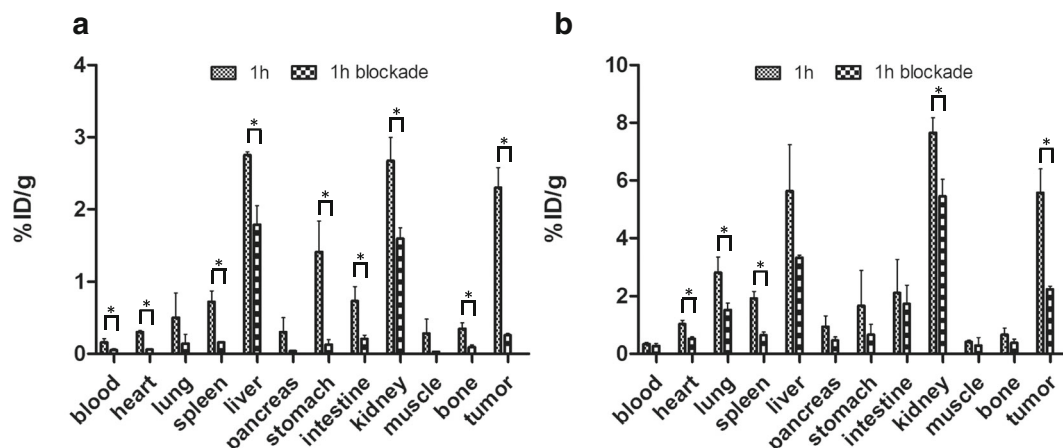 a
%ID/g
4
3
2
1
0
1h 1h blockade
* * * * * * * * *
blood heart lung spleen liver pancreas stomach intestine kidney muscle bone tumor
b
%ID/g
10
8
6
4
2
0
1h 1h blockade
* * * * *
blood heart lung spleen liver pancreas stomach intestine kidney muscle bone tumor